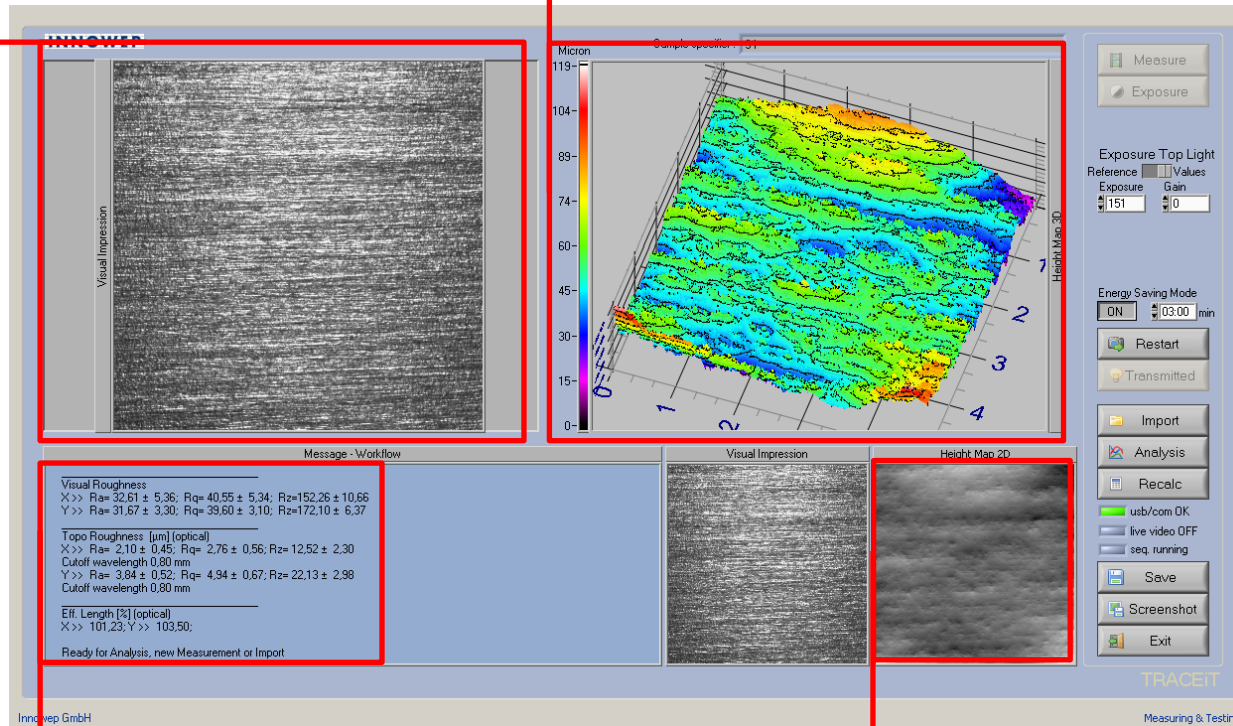 INNOWEP
Sample specifier :
Micron
119-
104-
89-
74-
60-
45-
30-
15-
0-
Visual Impression
0
1
2
1
2
3
4
Height Map 3D
Measure
Exposure
Exposure Top Light
Reference Values
Exposure Gain
151 0
Energy Saving Mode
ON 03:00 min
Restart
Transmitted
Import
Analysis
Recalc
usb/com OK
live video OFF
seq. running
Save
Screenshot
Exit
TRACEiT
Message - Workflow
Visual Roughness
X >> Ra= 32,61 ± 5,36; Rq= 40,55 ± 5,34; Rz=152,26 ± 10,66
Y >> Ra= 31,67 ± 3,30; Rq= 39,60 ± 3,10; Rz=172,10 ± 6,37
Topo Roughness [µm] (optical)
X >> Ra= 2,10 ± 0,45; Rq= 2,76 ± 0,56; Rz= 12,52 ± 2,30
Cutoff wavelength 0,80 mm
Y >> Ra= 3,84 ± 0,52; Rq= 4,94 ± 0,67; Rz= 22,13 ± 2,98
Cutoff wavelength 0,80 mm
Eff. Length [%] (optical)
X >> 101,23; Y >> 103,50;
Ready for Analysis, new Measurement or Import
Visual Impression
Height Map 2D
Innowep GmbH
Measuring & Testin